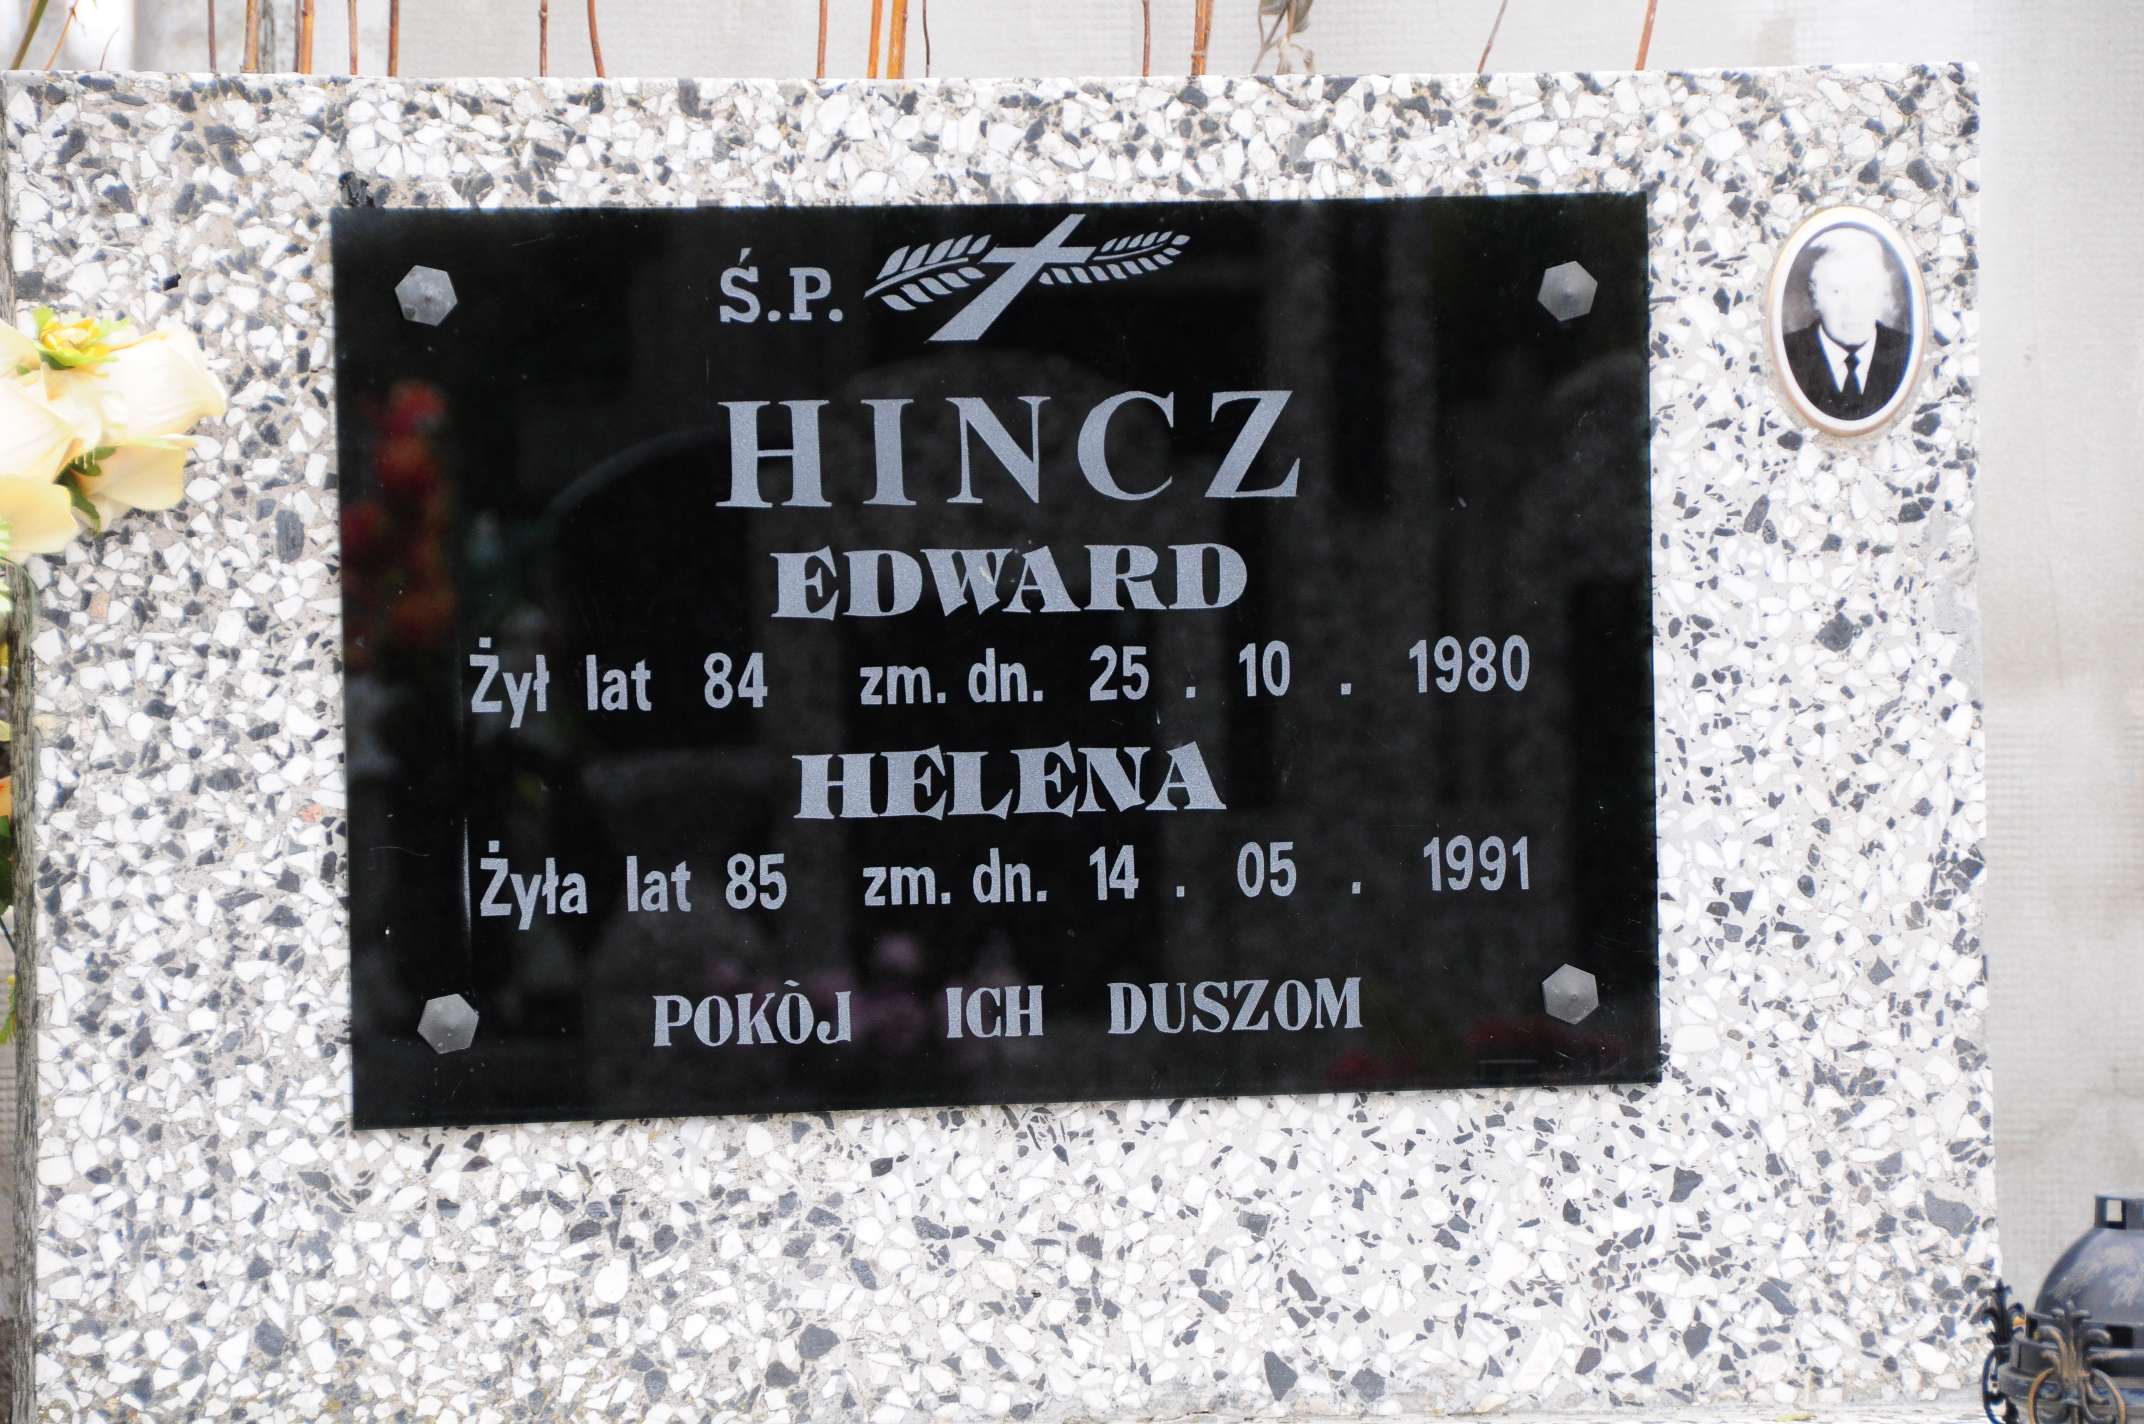 Ś.P.
HINCZ
EDWARD
Żył lat 84 zm. dn. 25 . 10 . 1980
HELENA
Żyła lat 85 zm. dn. 14 . 05 . 1991
POKÒJ ICH DUSZOM